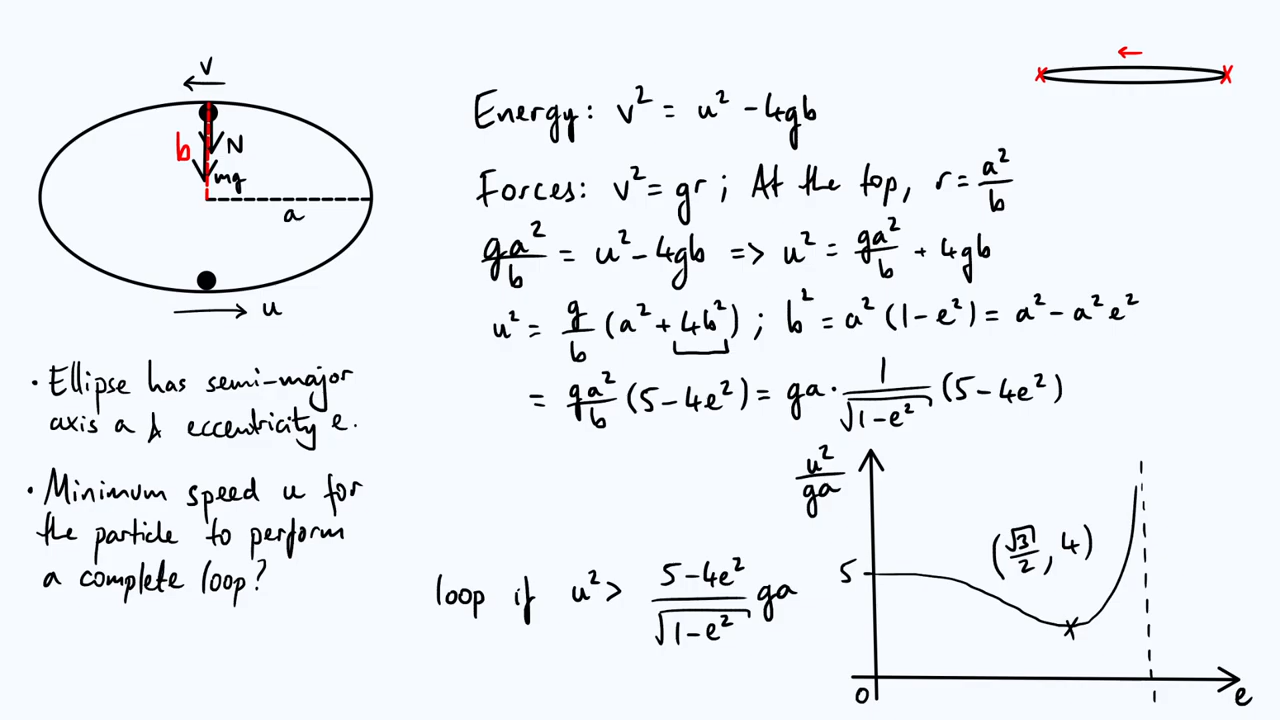 v
b
N
mg
a
u
· Ellipse has semi-major
axis a & eccentricity e.
· Minimum speed u for
the particle to perform
a complete loop?
Energy: v² = u² - 4gb
Forces: v² = gr ; At the top, r = a²/b
ga²/b = u² - 4gb => u² = ga²/b + 4gb
u² = g/b (a² + 4b²) ; b² = a² (1 - e²) = a² - a² e²
= ga²/b (5 - 4e²) = ga · 1/√(1-e²) (5 - 4e²)
loop if u² > (5 - 4e²)/√(1-e²) ga
u²/ga
5
(√3/2, 4)
0
1
e